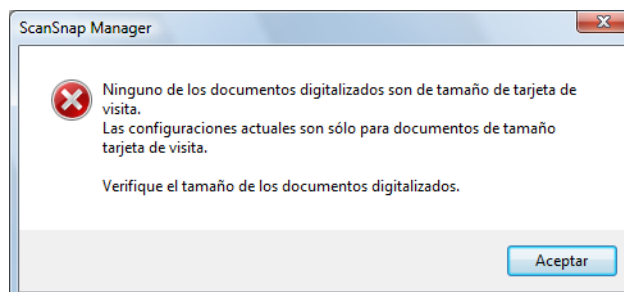 ScanSnap Manager
Ninguno de los documentos digitalizados son de tamaño de tarjeta de
visita.
Las configuraciones actuales son sólo para documentos de tamaño
tarjeta de visita.
Verifique el tamaño de los documentos digitalizados.
Aceptar